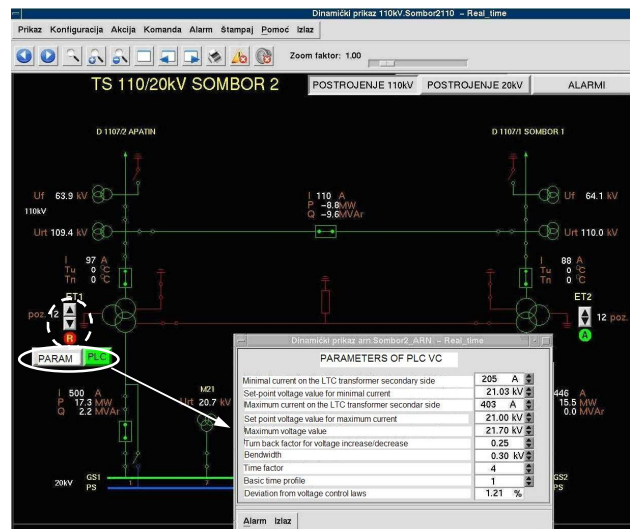 Dinamički prikaz 110kV.Sombor2110 – Real_time
Prikaz Konfiguracija Akcija Komanda Alarm Štampaj Pomoć Izlaz
Zoom faktor: 1.00
TS 110/20kV SOMBOR 2
POSTROJENJE 110kV
POSTROJENJE 20kV
ALARMI
D 1107/2 APATIN
D 1107/1 SOMBOR 1
Uf 63.9 kV
110kV
Urt 109.4 kV
I 110 A
P -8.8MW
Q -9.6MVAr
Uf 64.1 kV
Urt 110.0 kV
I 97 A
Tu 0 °C
Tn 0 °C
I 88 A
Tu 0 °C
Tn 0 °C
ET1
poz. 12
R
ET2
12 poz.
A
PARAM PLC
I 500 A
P 17.3 MW
Q 2.2 MVAr
M21
Urt 20.7 kV
446 A
15.5 MW
0.0 MVAr
20kV
GS1
PS
1
7
GS2
PS
Dinamički prikaz arn.Sombor2_ARN – Real_time
PARAMETERS OF PLC VC
Minimal current on the LTC transformer secondary side 205 A
Set-point voltage value for minimal current 21.03 kV
Maximum current on the LTC transformer secondar side 403 A
Set point voltage value for maximum current 21.00 kV
Maximum voltage value 21.70 kV
Turn back factor for voltage increase/decrease 0.25
Bendwidth 0.30 kV
Time factor 4
Basic time profile 1
Deviation from voltage control laws 1.21 %
Alarm Izlaz